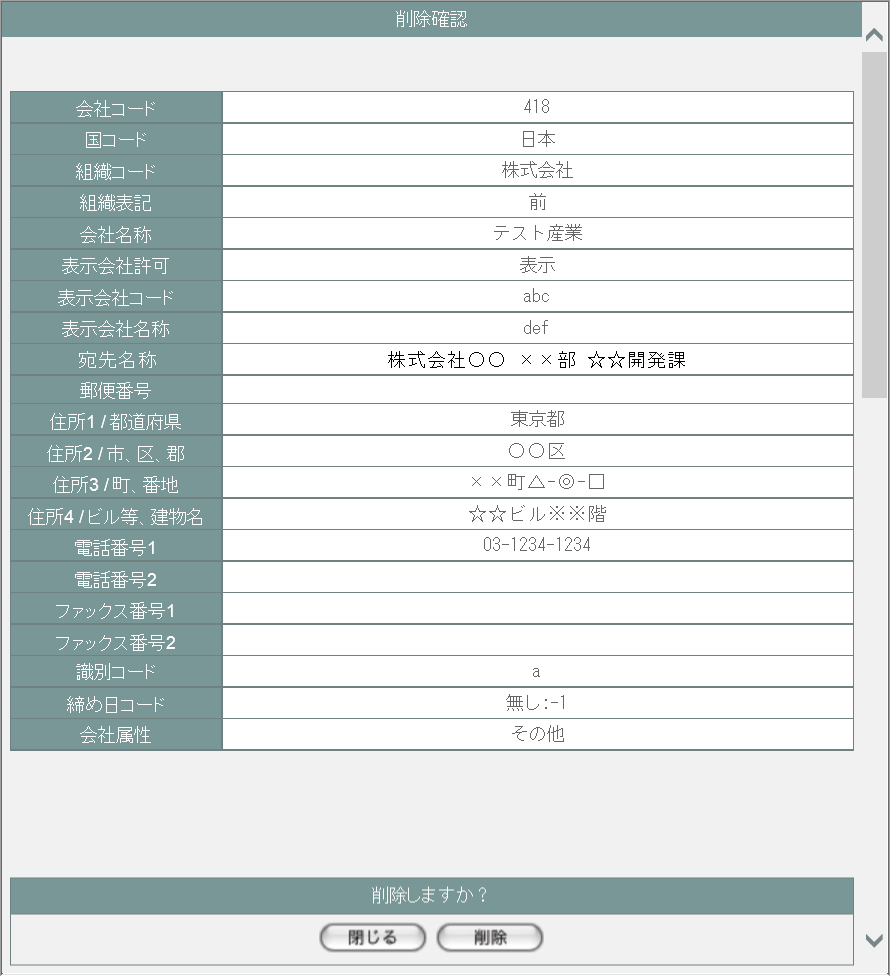 削除確認
会社コード 418
国コード 日本
組織コード 株式会社
組織表記 前
会社名称 テスト産業
表示会社許可 表示
表示会社コード abc
表示会社名称 def
宛先名称 株式会社〇〇 ××部 ☆☆開発課
郵便番号
住所1 / 都道府県 東京都
住所2 / 市、区、郡 〇〇区
住所3 / 町、番地 ××町△-◎-□
住所4 / ビル等、建物名 ☆☆ビル※※階
電話番号1 03-1234-1234
電話番号2
ファックス番号1
ファックス番号2
識別コード a
締め日コード 無し:-1
会社属性 その他
削除しますか？
閉じる 削除